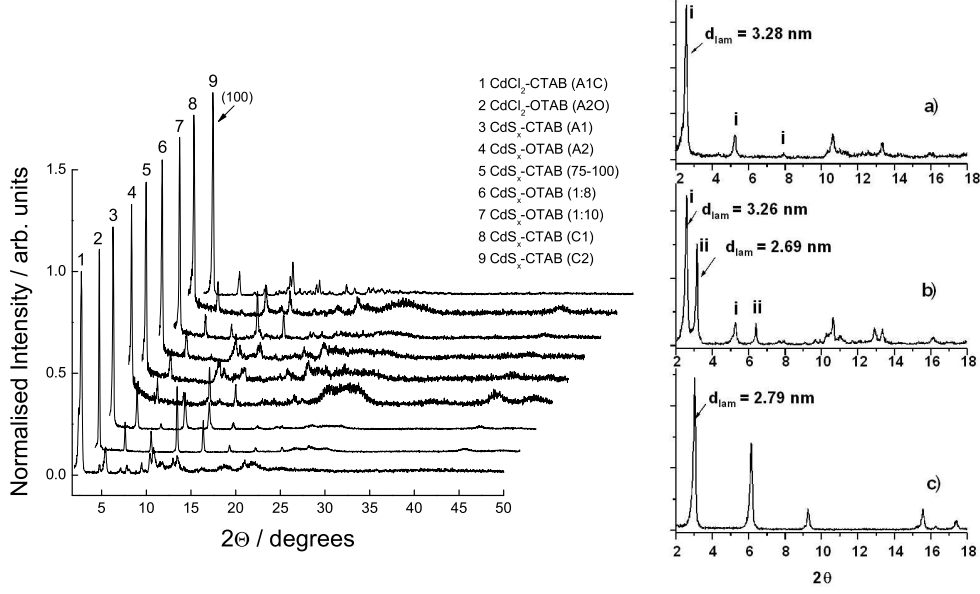 Normalised Intensity / arb. units
1.5
1.0
0.5
0.0
1
2
3
4
5
6
7
8
9
(100)
1 CdCl2-CTAB (A1C)
2 CdCl2-OTAB (A2O)
3 CdSx-CTAB (A1)
4 CdSx-OTAB (A2)
5 CdSx-CTAB (75-100)
6 CdSx-OTAB (1:8)
7 CdSx-OTAB (1:10)
8 CdSx-CTAB (C1)
9 CdSx-CTAB (C2)
5 10 15 20 25 30 35 40 45 50
2Θ / degrees
i
dlam = 3.28 nm
a)
i i
2 4 6 8 10 12 14 16 18
i
dlam = 3.26 nm
ii dlam = 2.69 nm
b)
i ii
2 4 6 8 10 12 14 16 18
dlam = 2.79 nm
c)
2 4 6 8 10 12 14 16 18
2θ